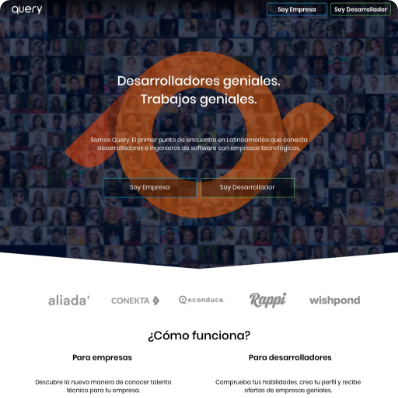 query
Soy Empresa
Soy Desarrollador
Desarrolladores geniales.
Trabajos geniales.
Somos Query. El primer punto de encuentro en Latinoamérica que conecta
desarrolladores e ingenieros de software con empresas tecnológicas.
Soy Empresa
Soy Desarrollador
aliada
CONEKTA
econduce.
Rappi
wishpond
¿Cómo funciona?
Para empresas
Para desarrolladores
Descubre la nueva manera de conocer talento
técnico para tu empresa.
Comprueba tus habilidades, crea tu perfil y recibe
ofertas de empresas geniales.